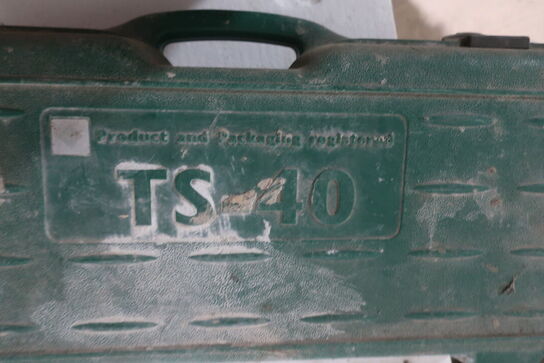 Product and Packaging registered
TS-40